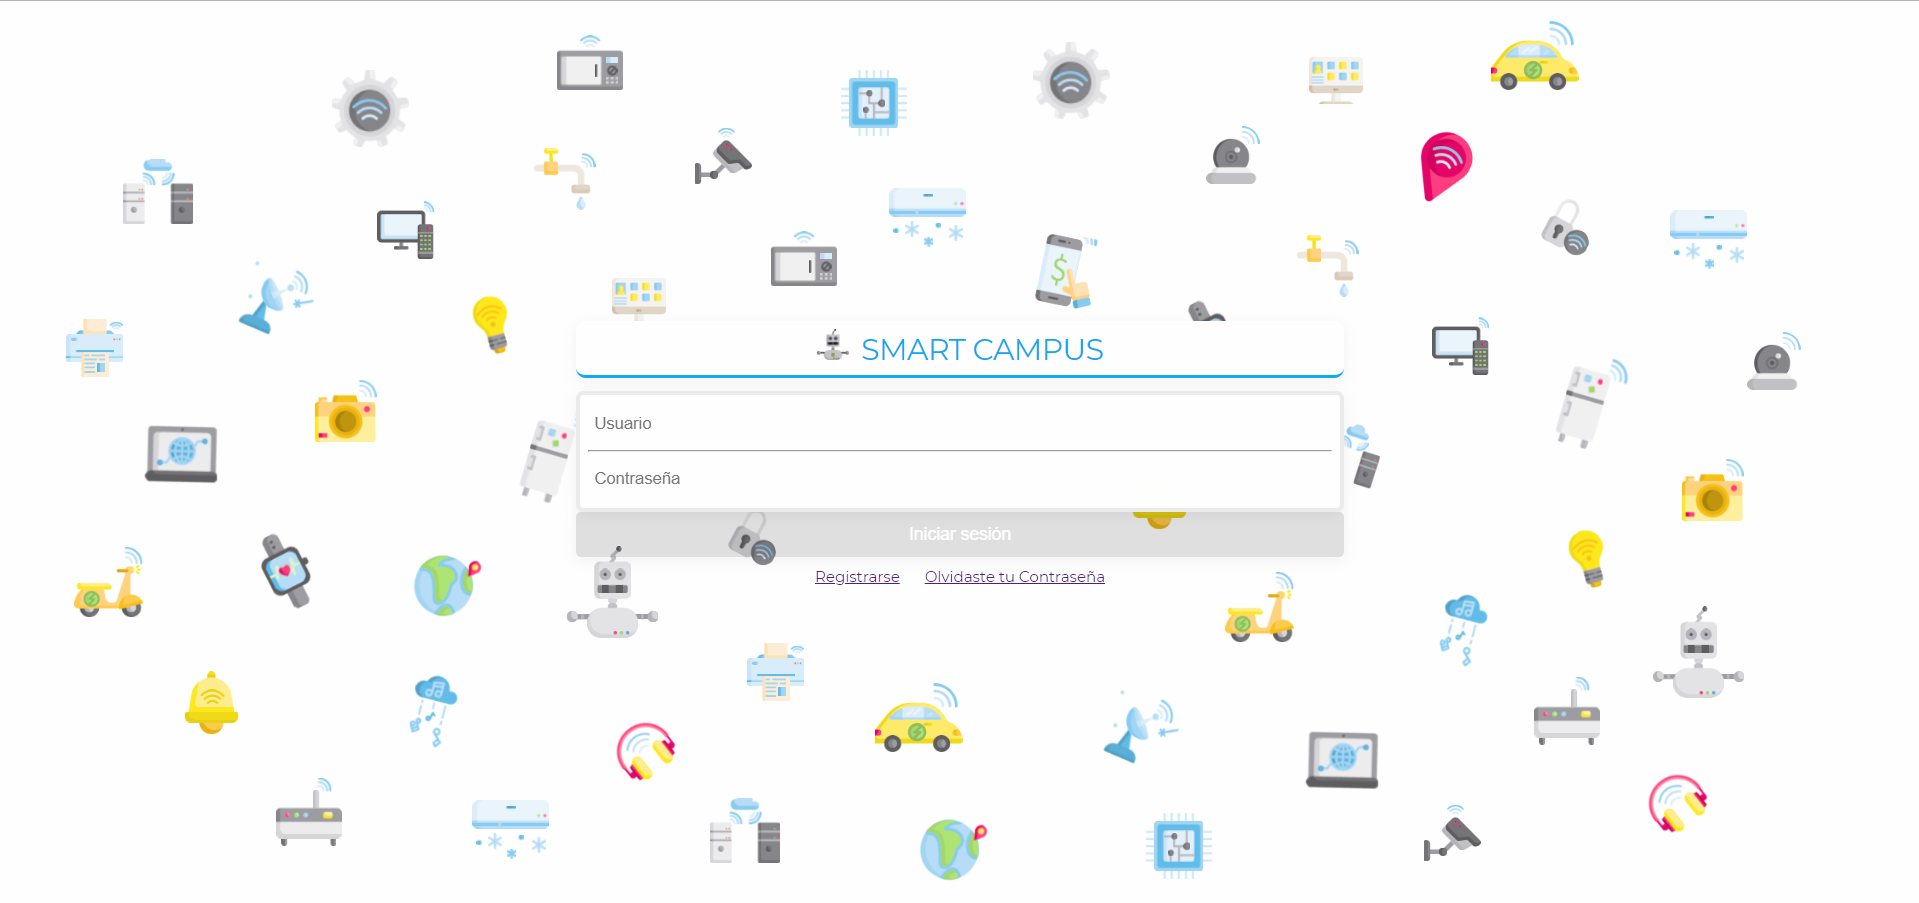 SMART CAMPUS
Usuario
Contraseña
Iniciar sesión
Registrarse Olvidaste tu Contraseña